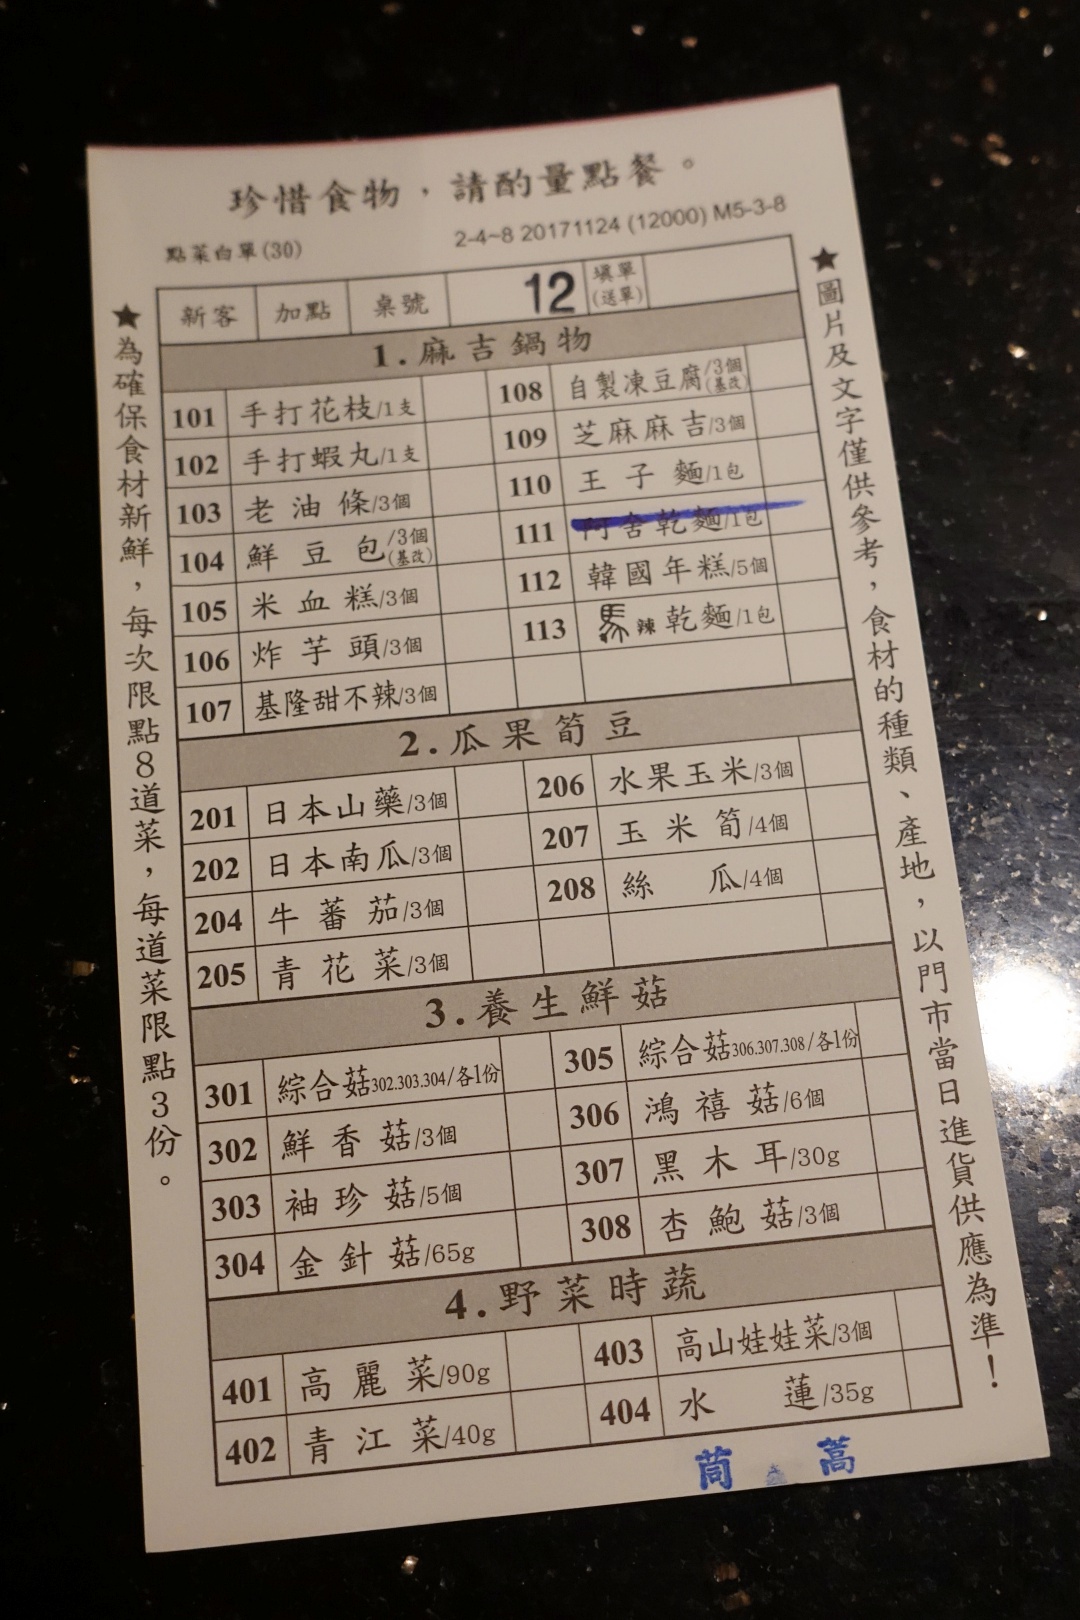 珍惜食物，請酌量點餐。
點菜白單(30)
2-4~8 20171124 (12000) M5-3-8
新客 加點 桌號 12 填單(送單)
1.麻吉鍋物
101 手打花枝/1支 108 自製凍豆腐/3個(基改)
102 手打蝦丸/1支 109 芝麻麻吉/3個
103 老油條/3個 110 王子麵/1包
104 鮮豆包/3個(基改) 111 阿舍乾麵/1包
105 米血糕/3個 112 韓國年糕/5個
106 炸芋頭/3個 113 馬辣乾麵/1包
107 基隆甜不辣/3個
2.瓜果筍豆
201 日本山藥/3個 206 水果玉米/3個
202 日本南瓜/3個 207 玉米筍/4個
204 牛蕃茄/3個 208 絲瓜/4個
205 青花菜/3個
3.養生鮮菇
301 綜合菇302.303.304/各1份 305 綜合菇306.307.308/各1份
302 鮮香菇/3個 306 鴻禧菇/6個
303 袖珍菇/5個 307 黑木耳/30g
304 金針菇/65g 308 杏鮑菇/3個
4.野菜時蔬
401 高麗菜/90g 403 高山娃娃菜/3個
402 青江菜/40g 404 水蓮/35g
茼蒿
★為確保食材新鮮，每次限點8道菜，每道菜限點3份。
★圖片及文字僅供參考，食材的種類、產地，以門市當日進貨供應為準！